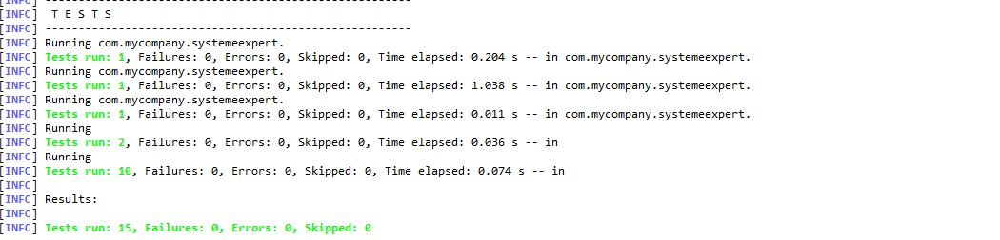 [INFO] -------------------------------------------------------
[INFO]  T E S T S
[INFO] -------------------------------------------------------
[INFO] Running com.mycompany.systemeexpert.
[INFO] Tests run: 1, Failures: 0, Errors: 0, Skipped: 0, Time elapsed: 0.204 s -- in com.mycompany.systemeexpert.
[INFO] Running com.mycompany.systemeexpert.
[INFO] Tests run: 1, Failures: 0, Errors: 0, Skipped: 0, Time elapsed: 1.038 s -- in com.mycompany.systemeexpert.
[INFO] Running com.mycompany.systemeexpert.
[INFO] Tests run: 1, Failures: 0, Errors: 0, Skipped: 0, Time elapsed: 0.011 s -- in com.mycompany.systemeexpert.
[INFO] Running
[INFO] Tests run: 2, Failures: 0, Errors: 0, Skipped: 0, Time elapsed: 0.036 s -- in
[INFO] Running
[INFO] Tests run: 10, Failures: 0, Errors: 0, Skipped: 0, Time elapsed: 0.074 s -- in
[INFO]
[INFO] Results:
[INFO]
[INFO] Tests run: 15, Failures: 0, Errors: 0, Skipped: 0